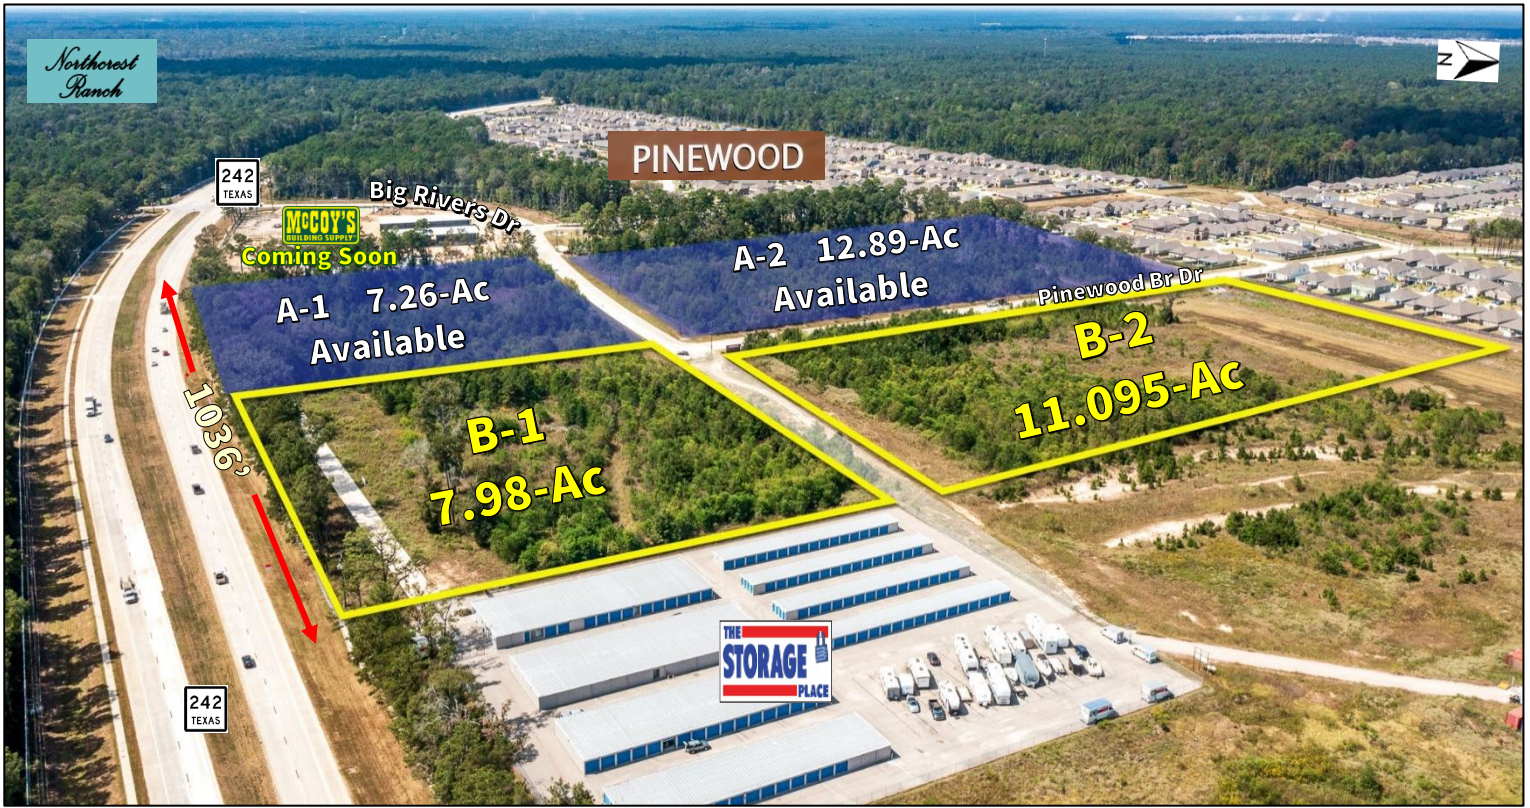 Northcrest
Ranch
N
PINEWOOD
242
TEXAS
Big Rivers Dr
McCOY'S
BUILDING SUPPLY
Coming Soon
A-2 12.89-Ac
Available
A-1 7.26-Ac
Available
Pinewood Br Dr
B-2
11.095-Ac
1036'
B-1
7.98-Ac
THE
STORAGE
PLACE
242
TEXAS